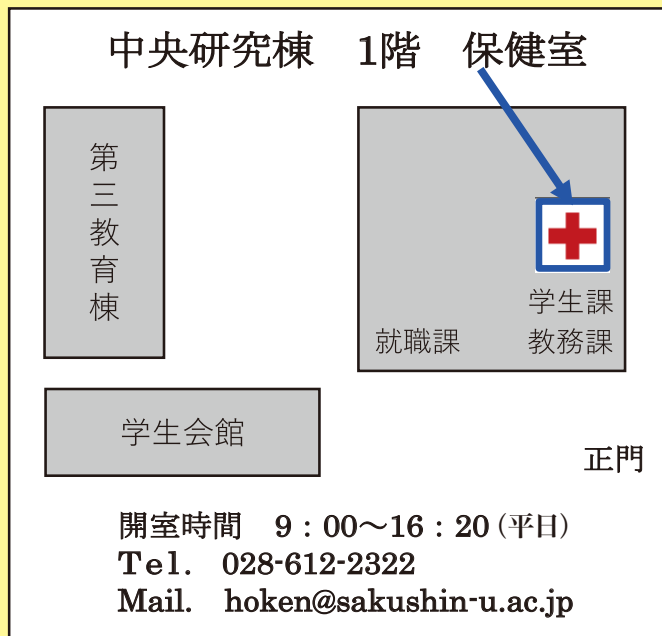 中央研究棟　1階　保健室
第三教育棟
学生課
就職課　教務課
学生会館
正門
開室時間　9：00～16：20 (平日)
Tel.　028-612-2322
Mail.　hoken@sakushin-u.ac.jp